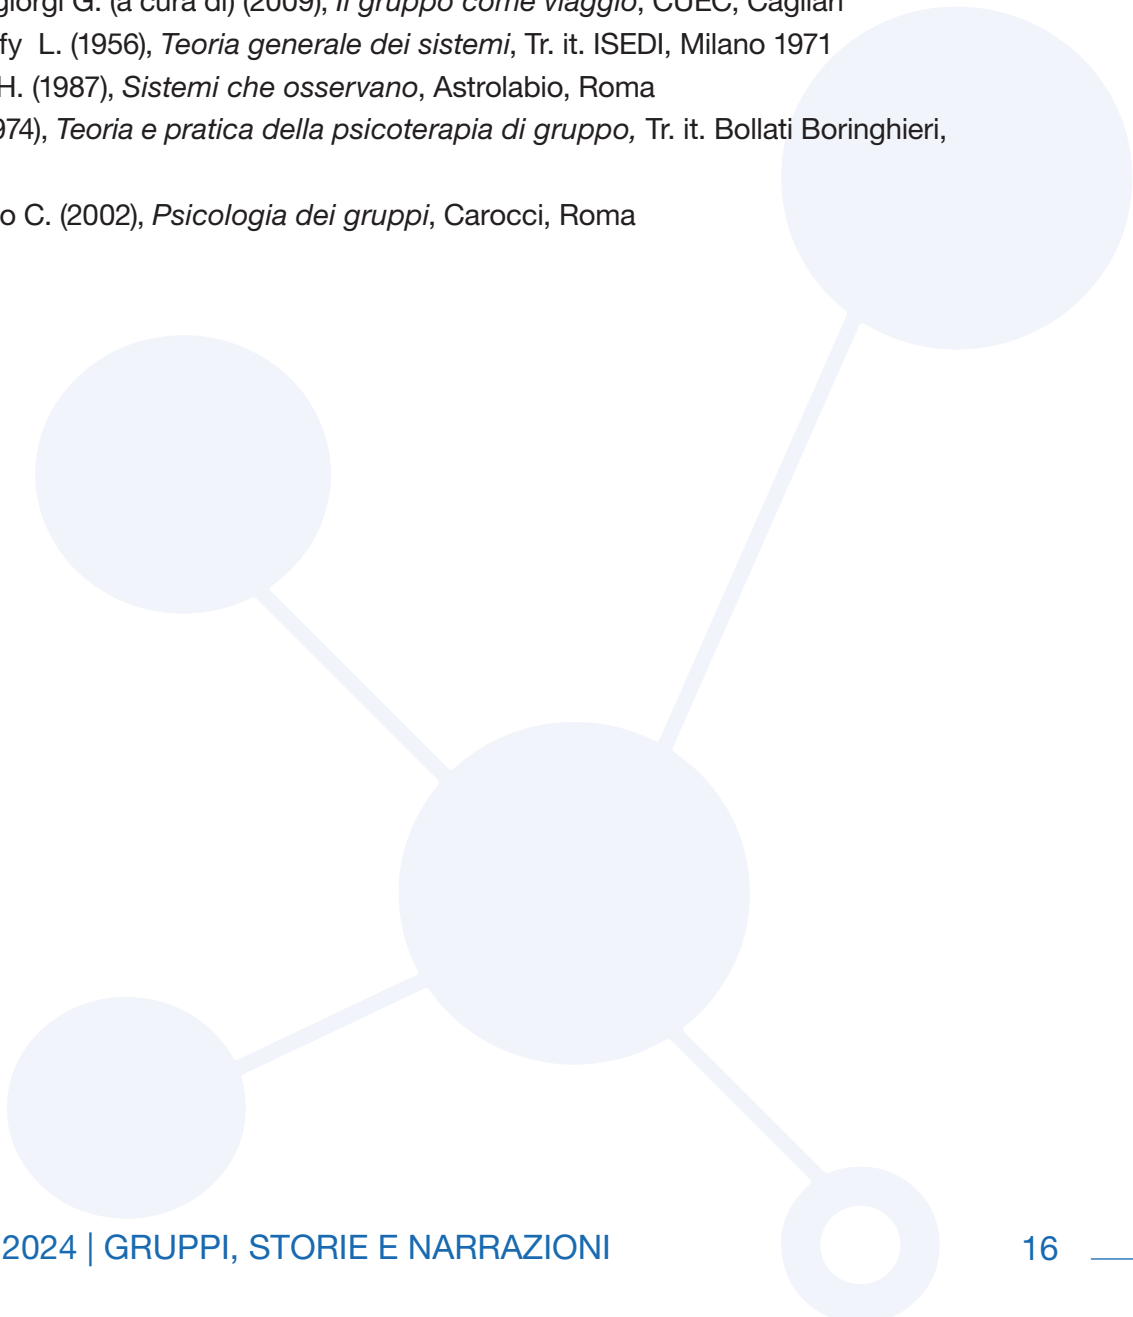 giorgi G. (a cura di) (2009), Il gruppo come viaggio, CUEC, Cagliari
fy L. (1956), Teoria generale dei sistemi, Tr. it. ISEDI, Milano 1971
H. (1987), Sistemi che osservano, Astrolabio, Roma
974), Teoria e pratica della psicoterapia di gruppo, Tr. it. Bollati Boringhieri,
o C. (2002), Psicologia dei gruppi, Carocci, Roma
2024 | GRUPPI, STORIE E NARRAZIONI 16